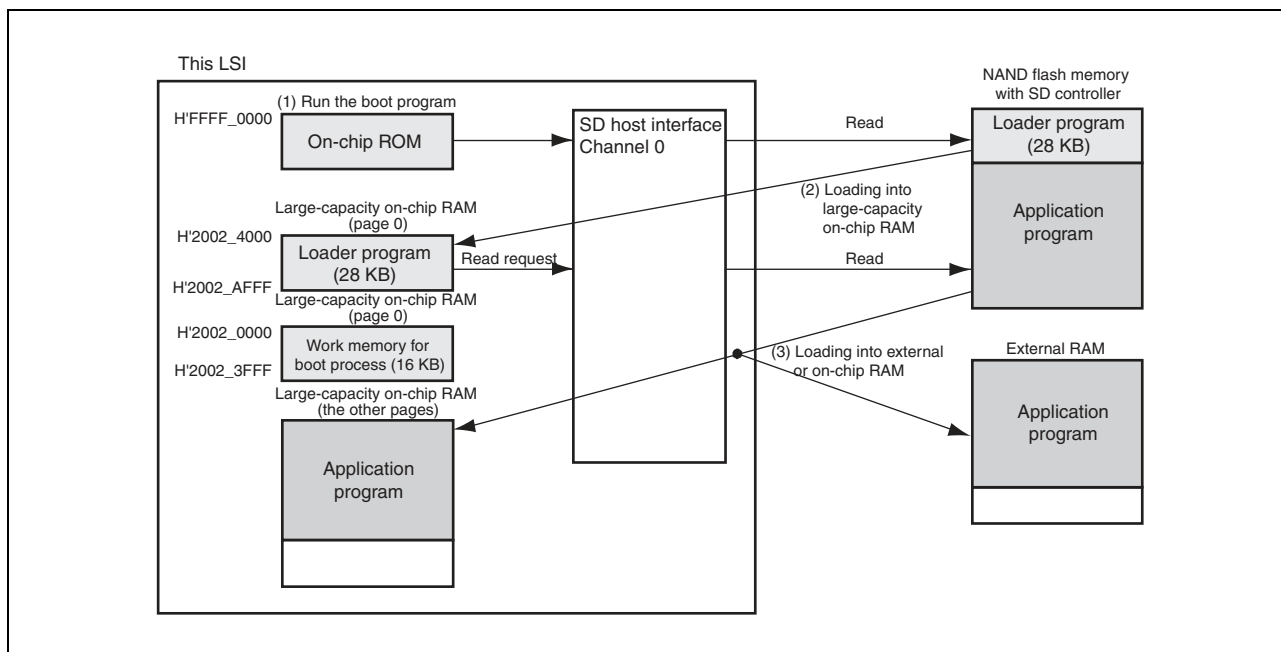 This LSI
(1) Run the boot program
H'FFFF_0000
On-chip ROM
SD host interface
Channel 0
Read
NAND flash memory
with SD controller
Loader program
(28 KB)
Application
program
(2) Loading into
large-capacity
on-chip RAM
Large-capacity on-chip RAM
(page 0)
H'2002_4000
Loader program
(28 KB)
Read request
Read
H'2002_AFFF
Large-capacity on-chip RAM
(page 0)
H'2002_0000
Work memory for
boot process (16 KB)
H'2002_3FFF
(3) Loading into external
or on-chip RAM
External RAM
Application
program
Large-capacity on-chip RAM
(the other pages)
Application
program